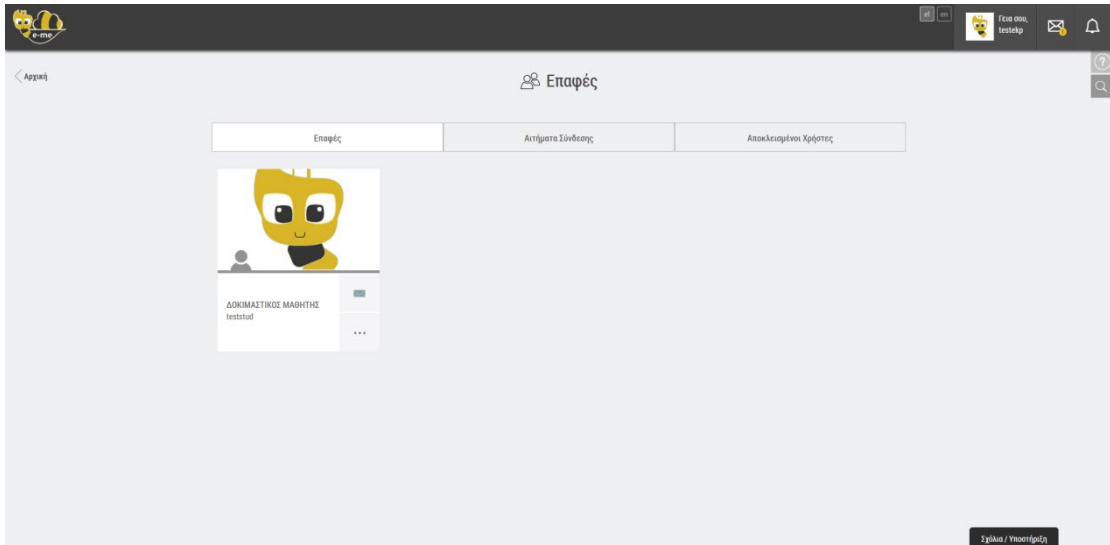 e-me
el en
Γεια σου,
testekp
Αρχική
Επαφές
Επαφές Αιτήματα Σύνδεσης Αποκλεισμένοι Χρήστες
ΔΟΚΙΜΑΣΤΙΚΟΣ ΜΑΘΗΤΗΣ
teststud
Σχόλια / Υποστήριξη